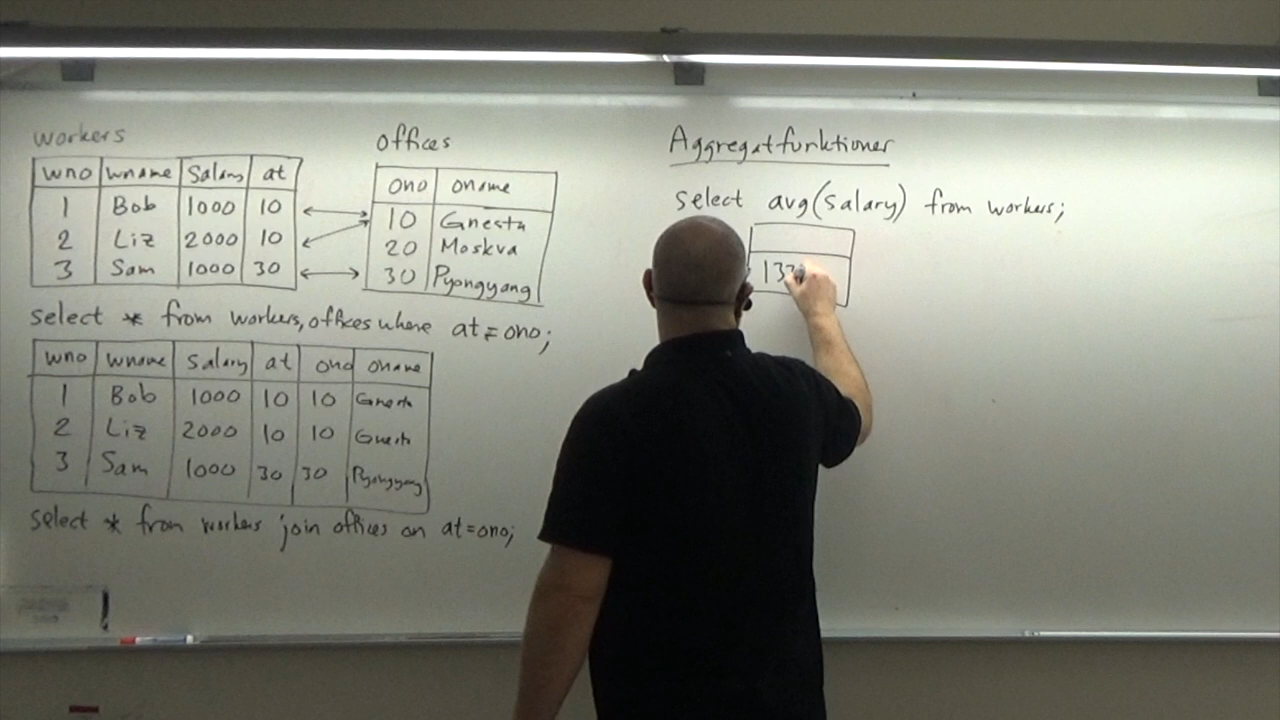 workers
wno wname Salary at
1 Bob 1000 10
2 Liz 2000 10
3 Sam 1000 30
offices
ono oname
10 Gnesta
20 Moskva
30 Pyongyang
select * from workers, offices where at = ono;
wno wname Salary at ono oname
1 Bob 1000 10 10 Gnesta
2 Liz 2000 10 10 Gnesta
3 Sam 1000 30 30 Pyongyang
select * from workers join offices on at=ono;
Aggregatfunktioner
select avg(salary) from workers;
133